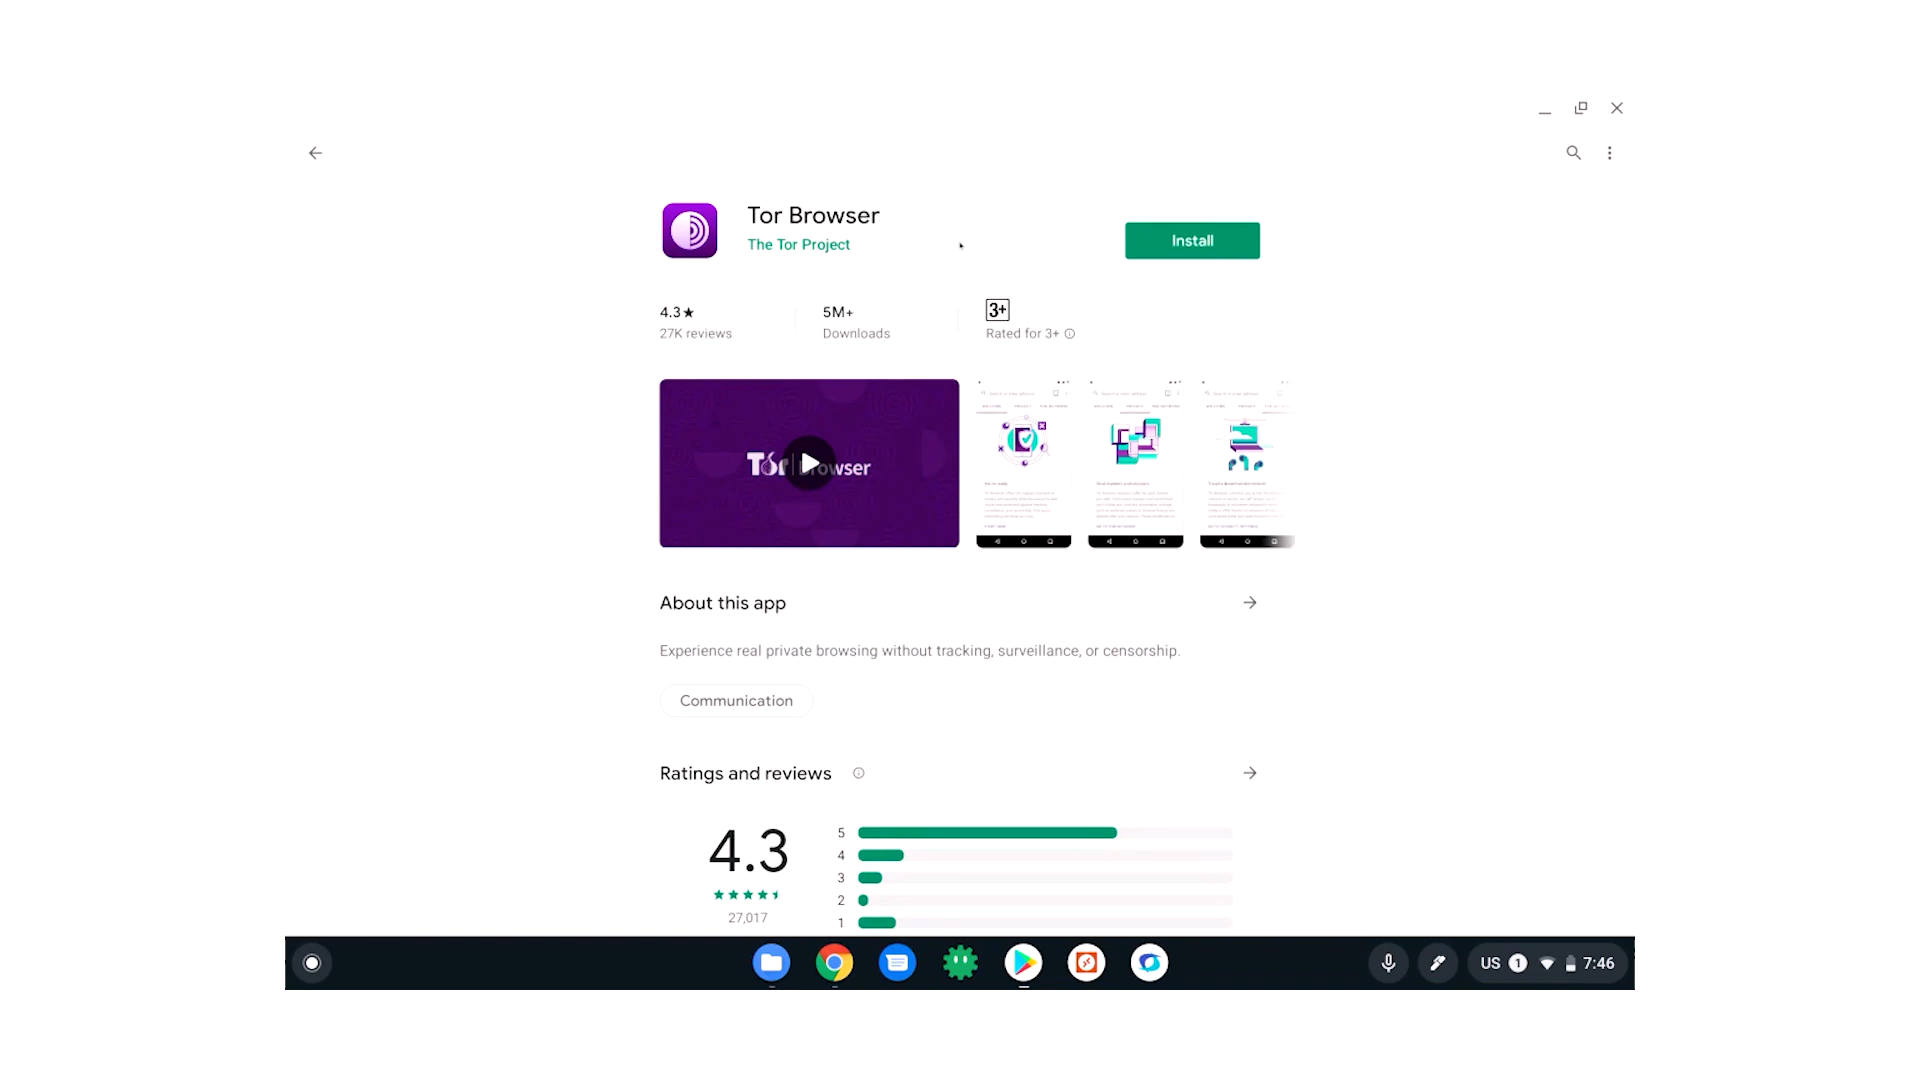 Tor Browser
The Tor Project
Install
4.3★
27K reviews
5M+
Downloads
3+
Rated for 3+
Tor Browser
About this app
Experience real private browsing without tracking, surveillance, or censorship.
Communication
Ratings and reviews
4.3
27,017
5
4
3
2
1
US 1 7:46